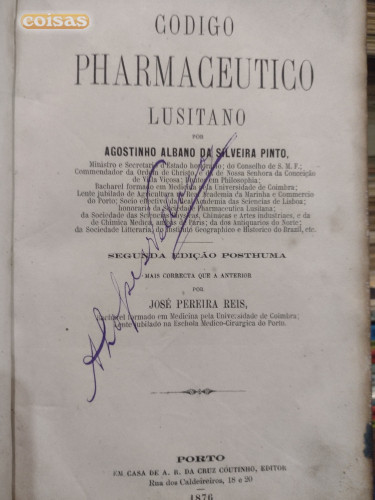 coisas
CODIGO
PHARMACEUTICO
LUSITANO
POR
AGOSTINHO ALBANO DA SILVEIRA PINTO,
Ministro e Secretario d'Estado honorario; do Conselho de S. M. F.;
Commendador da Ordem de Christo, e da de Nossa Senhora da Conceição
de Villa Viçosa; Doutor em Philosophia;
Bacharel formado em Medicina pela Universidade de Coimbra;
Lente jubilado de Agricultura da Academia da Marinha e Commercio
do Porto; Socio effectivo da Real Academia das Sciencias de Lisboa;
honorario da Sociedade Pharmaceutica Lusitana;
da Sociedade das Sciencias Physicas, Chimicas e Artes industriaes, e da
de Chimica Medica, ambas de París; da dos Antiquarios do Norte;
da Sociedade Litteraria, do Instituto Geographico e Historico do Brazil, etc.
SEGUNDA EDIÇÃO POSTHUMA
MAIS CORRECTA QUE A ANTERIOR
POR
JOSÉ PEREIRA REIS,
Bacharel formado em Medicina pela Universidade de Coimbra;
Lente jubilado na Eschola Medico-Cirurgica do Porto.
PORTO
EM CASA DE A. R. DA CRUZ COUTINHO, EDITOR
Rua dos Caldeireiros, 18 e 20
1876